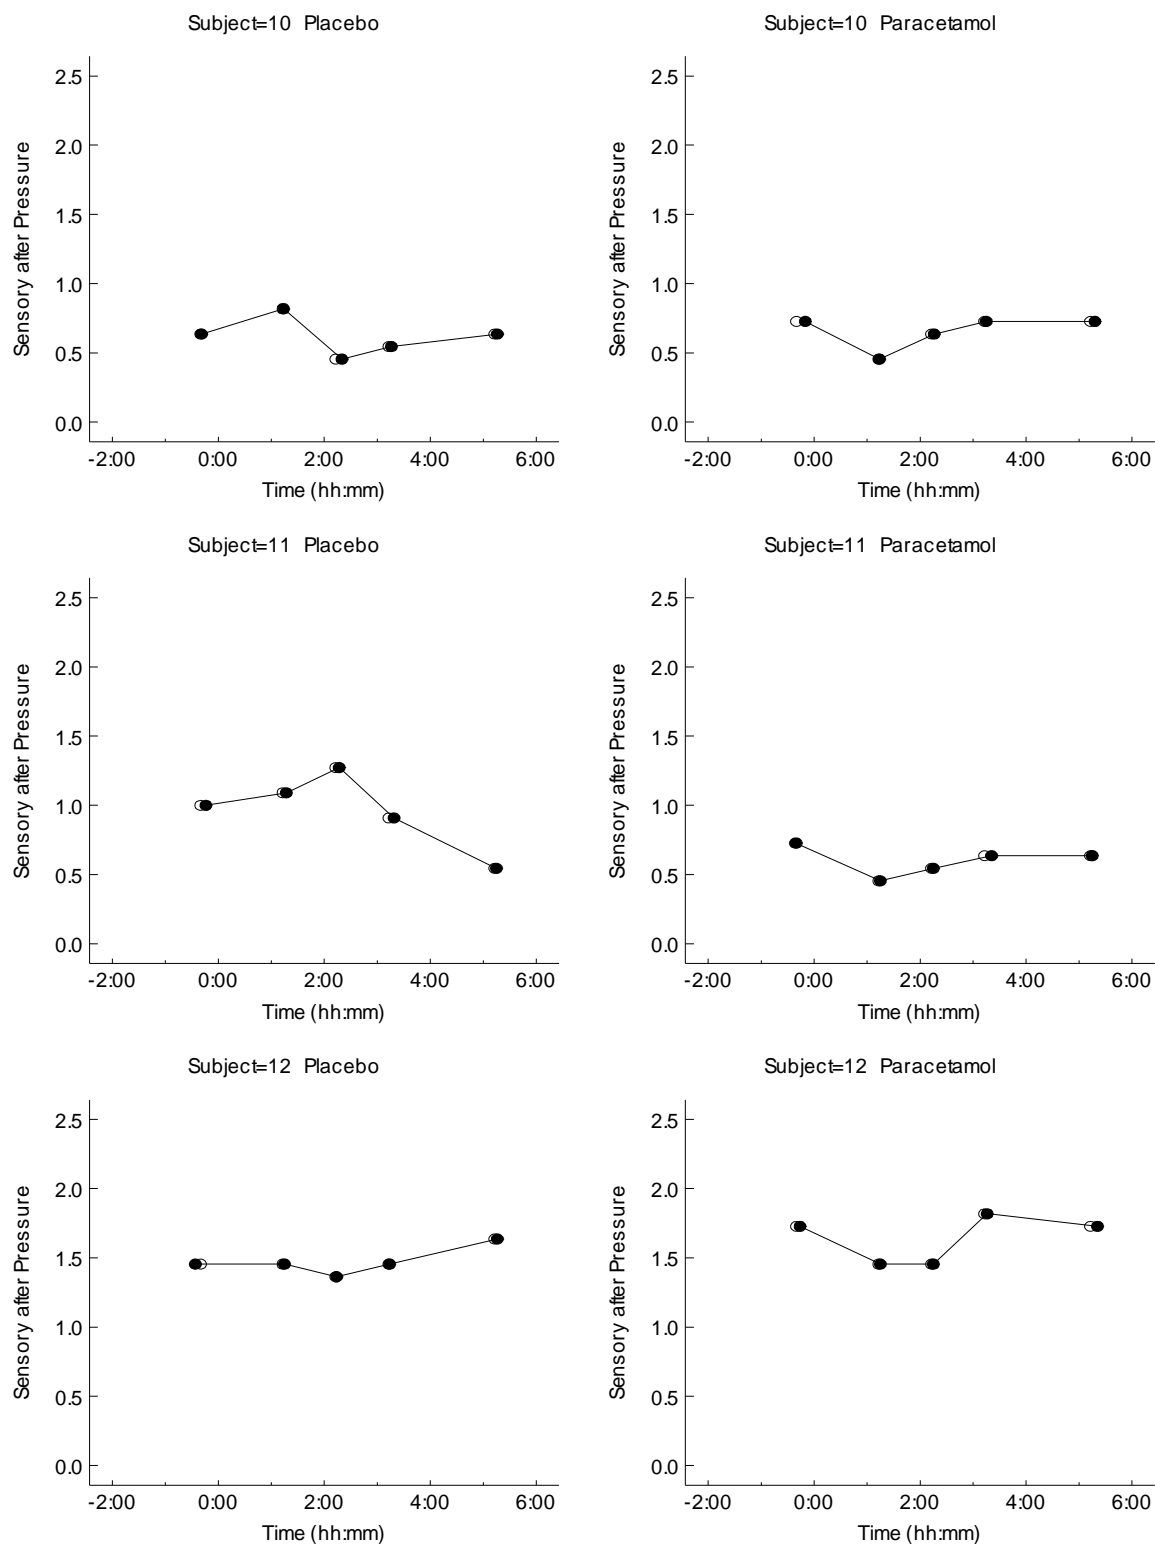 Subject=10 Placebo
Sensory after Pressure
2.5
2.0
1.5
1.0
0.5
0.0
-2:00 0:00 2:00 4:00 6:00
Time (hh:mm)
Subject=10 Paracetamol
Sensory after Pressure
2.5
2.0
1.5
1.0
0.5
0.0
-2:00 0:00 2:00 4:00 6:00
Time (hh:mm)
Subject=11 Placebo
Sensory after Pressure
2.5
2.0
1.5
1.0
0.5
0.0
-2:00 0:00 2:00 4:00 6:00
Time (hh:mm)
Subject=11 Paracetamol
Sensory after Pressure
2.5
2.0
1.5
1.0
0.5
0.0
-2:00 0:00 2:00 4:00 6:00
Time (hh:mm)
Subject=12 Placebo
Sensory after Pressure
2.5
2.0
1.5
1.0
0.5
0.0
-2:00 0:00 2:00 4:00 6:00
Time (hh:mm)
Subject=12 Paracetamol
Sensory after Pressure
2.5
2.0
1.5
1.0
0.5
0.0
-2:00 0:00 2:00 4:00 6:00
Time (hh:mm)